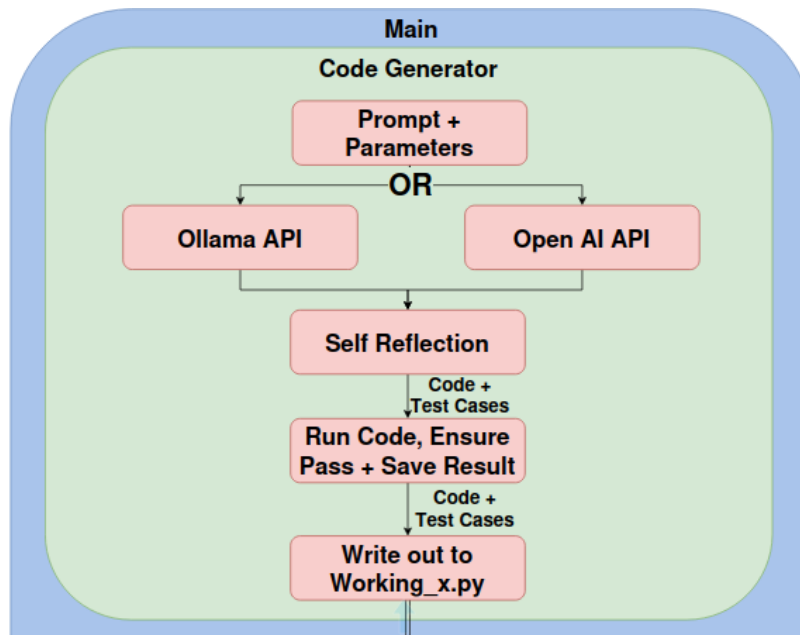 Main
Code Generator
Prompt +
Parameters
OR
Ollama API
Open AI API
Self Reflection
Code +
Test Cases
Run Code, Ensure
Pass + Save Result
Code +
Test Cases
Write out to
Working_x.py